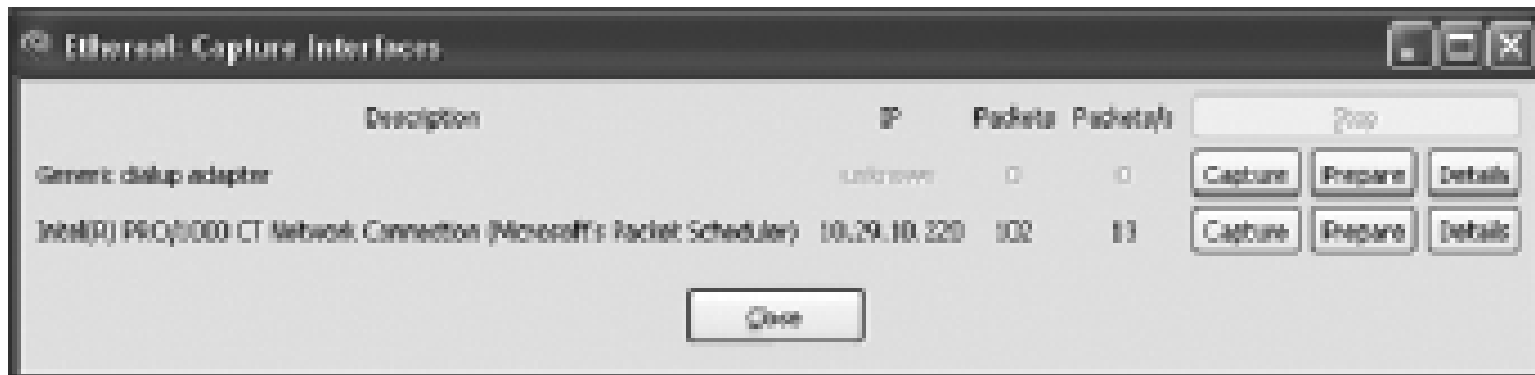 Ethereal: Capture Interfaces
Description IP Packets Packets/s Stop
Generic dialup adapter unknown 0 0 Capture Prepare Details
Intel(R) PRO/1000 CT Network Connection (Microsoft's Packet Scheduler) 10.29.10.220 102 13 Capture Prepare Details
Close